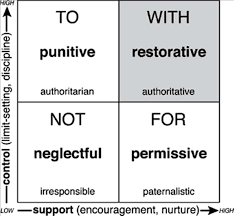 HIGH
TO
punitive
authoritarian
WITH
restorative
authoritative
NOT
neglectful
irresponsible
FOR
permissive
paternalistic
control (limit-setting, discipline)
LOW
support (encouragement, nurture)
HIGH